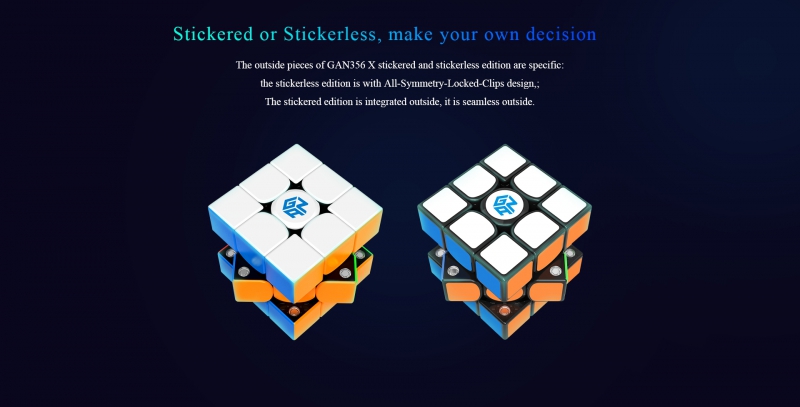 Stickered or Stickerless, make your own decision
The outside pieces of GAN356 X stickered and stickerless edition are specific:
the stickerless edition is with All-Symmetry-Locked-Clips design,;
The stickered edition is integrated outside, it is seamless outside.
GAN
GAN